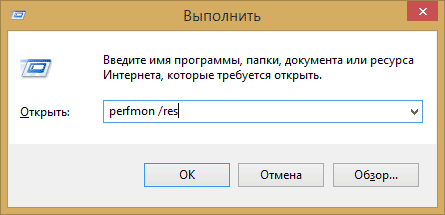 Выполнить
Введите имя программы, папки, документа или ресурса
Интернета, которые требуется открыть.
Открыть: perfmon /res
ОК Отмена Обзор...